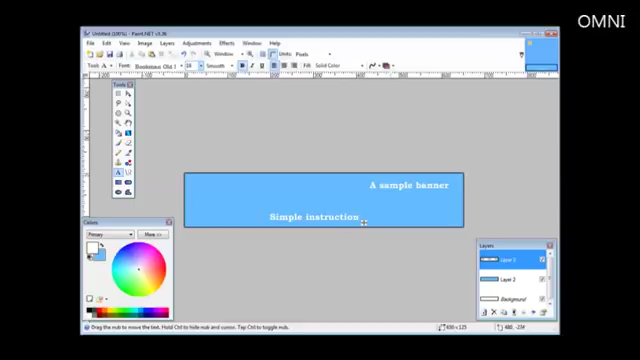 OMNI
Untitled (100%) - Paint.NET v3.36
File Edit View Image Layers Adjustments Effects Window Help
Window Units: Pixels
Tool: Font: Bookman Old 16 Smooth Fill: Solid Color
Tools
A sample banner
Simple instruction
Colors
Primary More >>
Layers
Layer 3
Layer 2
Background
Drag the nub to move the text. Hold Ctrl to hide nub and cursor. Tap Ctrl to toggle nub.